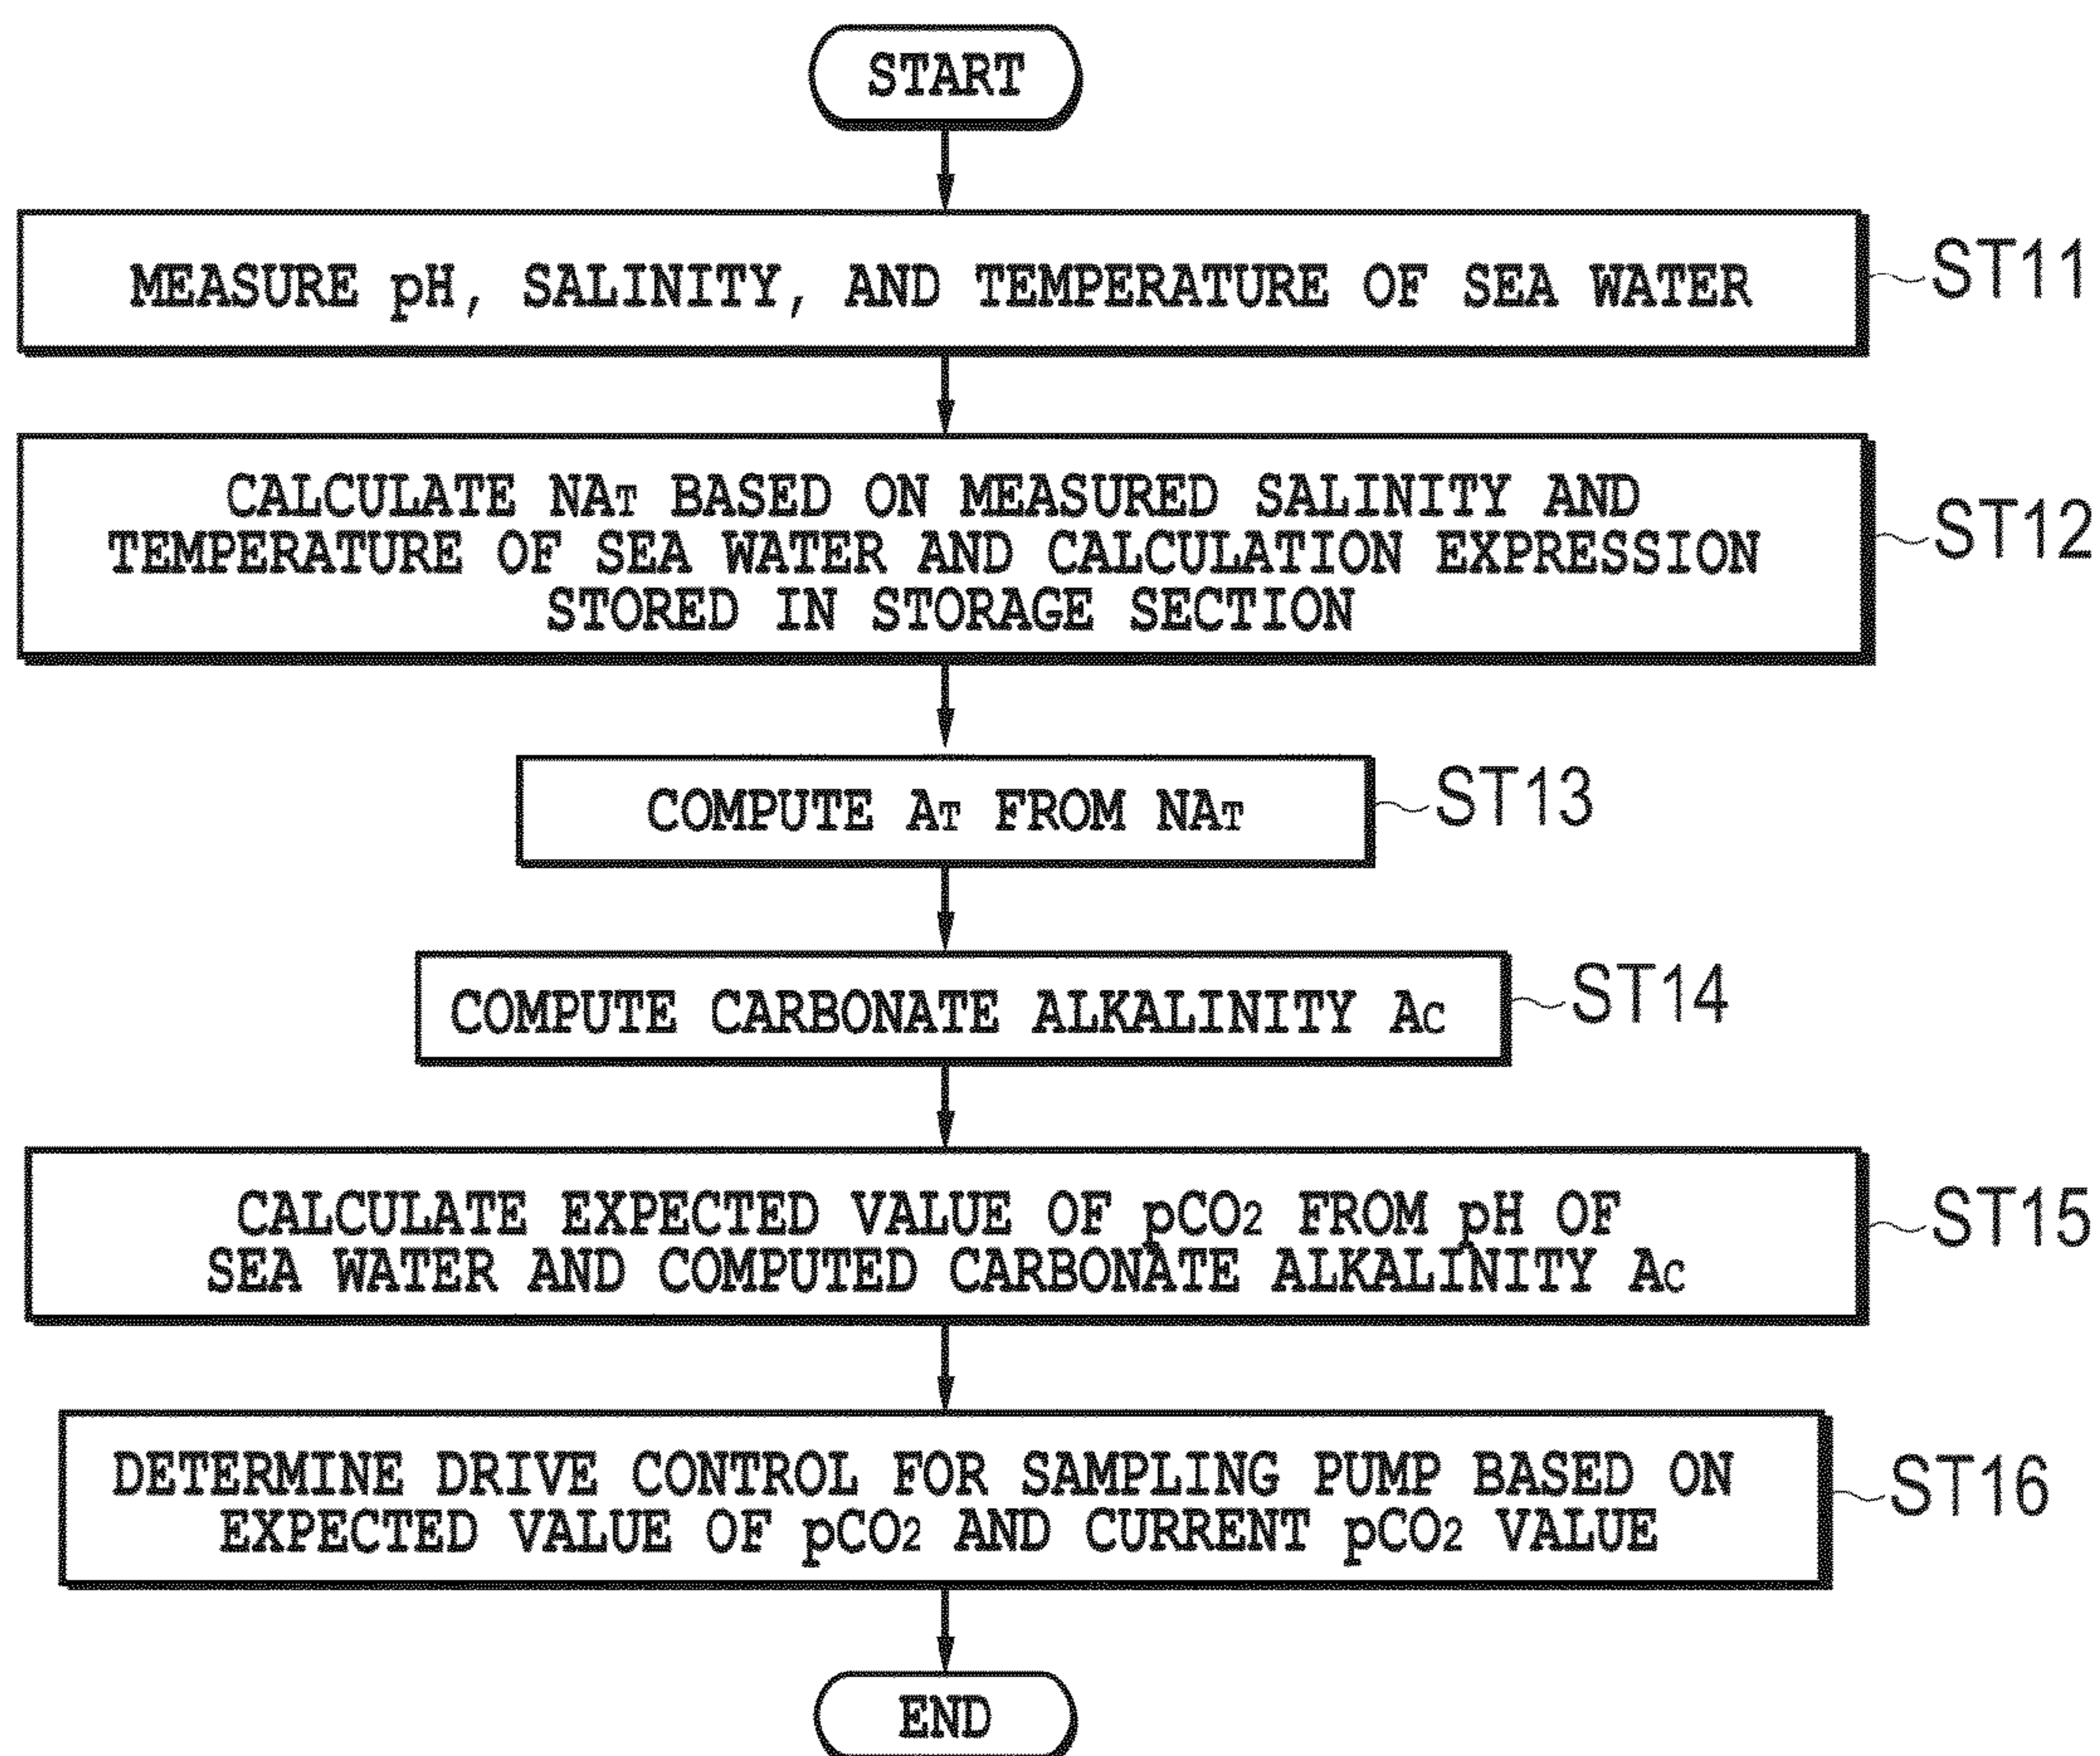 START
MEASURE pH, SALINITY, AND TEMPERATURE OF SEA WATER
ST11
CALCULATE NAT BASED ON MEASURED SALINITY AND
TEMPERATURE OF SEA WATER AND CALCULATION EXPRESSION
STORED IN STORAGE SECTION
ST12
COMPUTE AT FROM NAT
ST13
COMPUTE CARBONATE ALKALINITY AC
ST14
CALCULATE EXPECTED VALUE OF pCO2 FROM pH OF
SEA WATER AND COMPUTED CARBONATE ALKALINITY AC
ST15
DETERMINE DRIVE CONTROL FOR SAMPLING PUMP BASED ON
EXPECTED VALUE OF pCO2 AND CURRENT pCO2 VALUE
ST16
END